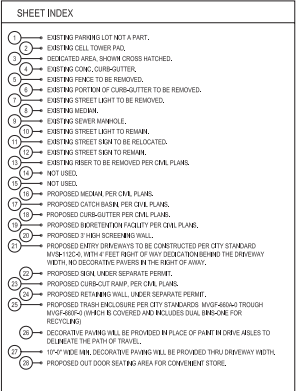 SHEET INDEX
1 EXISTING PARKING LOT NOT A PART.
2 EXISTING CELL TOWER PAD.
3 DEDICATED AREA, SHOWN CROSS HATCHED.
4 EXISTING CONC. CURB-GUTTER.
5 EXISTING FENCE TO BE REMOVED.
6 EXISTING PORTION OF CURB-GUTTER TO BE REMOVED.
7 EXISTING STREET LIGHT TO BE REMOVED.
8 EXISTING MEDIAN.
9 EXISTING SEWER MANHOLE.
10 EXISTING STREET LIGHT TO REMAIN.
11 EXISTING STREET SIGN TO BE RELOCATED.
12 EXISTING STREET SIGN TO REMAIN.
13 EXISTING RISER TO BE REMOVED PER CIVIL PLANS.
14 NOT USED.
15 NOT USED.
16 PROPOSED MEDIAN, PER CIVIL PLANS.
17 PROPOSED CATCH BASIN, PER CIVIL PLANS.
18 PROPOSED CURB-GUTTER PER CIVIL PLANS.
19 PROPOSED BIORETENTION FACILITY PER CIVIL PLANS.
20 PROPOSED 3' HIGH SCREENING WALL.
21 PROPOSED ENTRY DRIVEWAYS TO BE CONSTRUCTED PER CITY STANDARD
MVSI-112C-0, WITH 4' FEET RIGHT OF WAY DEDICATION BEHIND THE DRIVEWAY
WIDTH, NO DECORATIVE PAVERS IN THE RIGHT OF AWAY.
22 PROPOSED SIGN, UNDER SEPARATE PERMIT.
23 PROPOSED CURB-CUT RAMP, PER CIVIL PLANS.
24 PROPOSED RETAINING WALL, UNDER SEPARATE PERMIT.
25 PROPOSED TRASH ENCLOSURE PER CITY STANDARDS MVGF-660A-0 TROUGH
MVGF-660F-0 (WHICH IS COVERED AND INCLUDES DUAL BINS-ONE FOR
RECYCLING)
26 DECORATIVE PAVING WILL BE PROVIDED IN PLACE OF PAINT IN DRIVE AISLES TO
DELINEATE THE PATH OF TRAVEL.
27 10'-0" WIDE MIN. DECORATIVE PAVING WILL BE PROVIDED THRU DRIVEWAY WIDTH.
28 PROPOSED OUT DOOR SEATING AREA FOR CONVENIENT STORE.